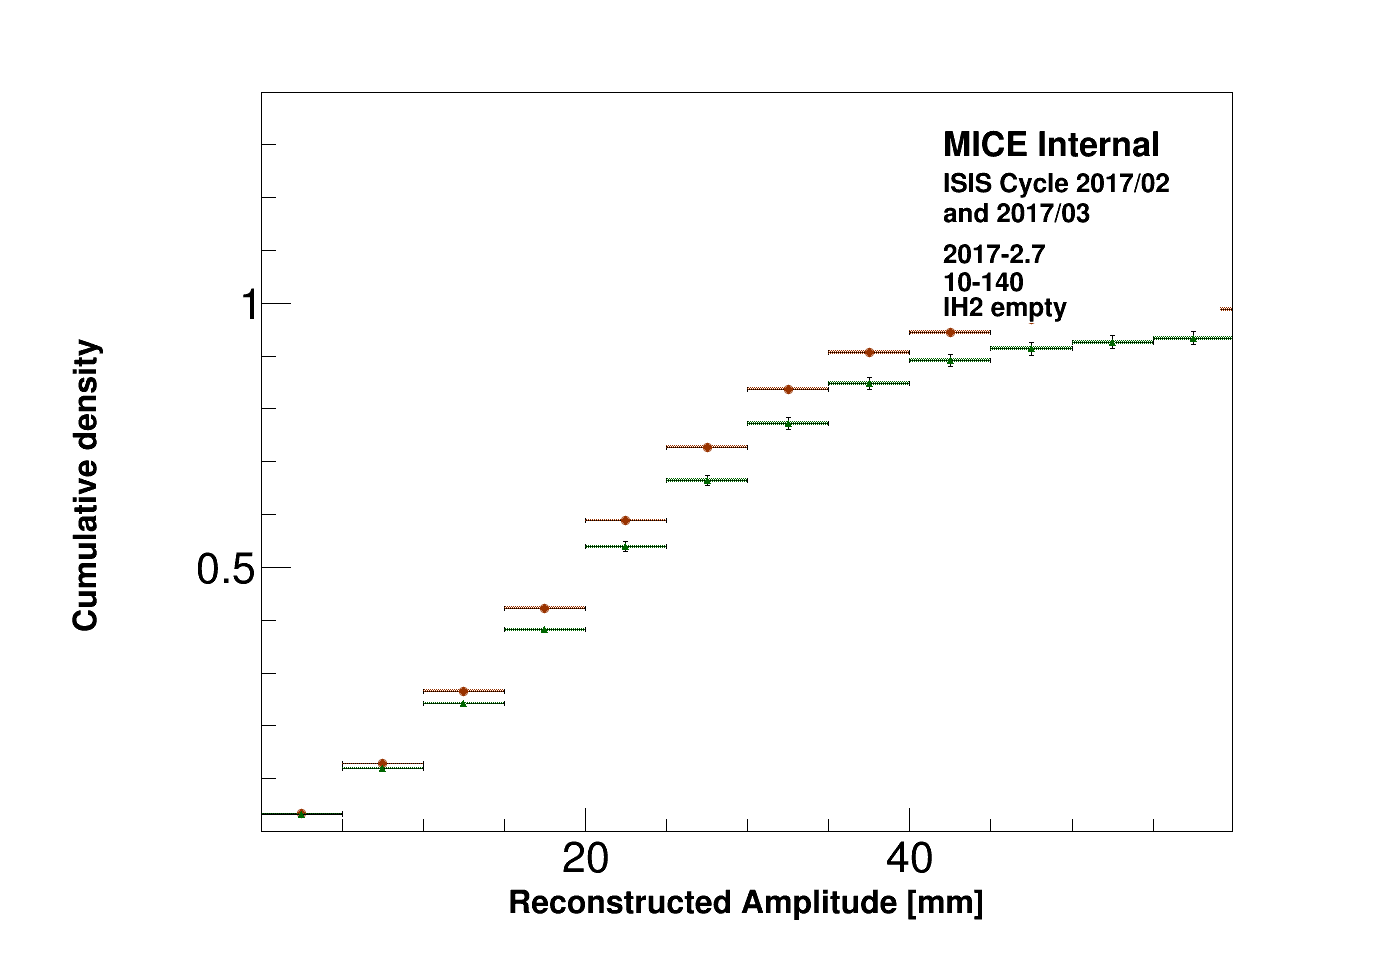 MICE Internal
ISIS Cycle 2017/02
and 2017/03
2017-2.7
10-140
IH2 empty
1
0.5
Cumulative density
20
40
Reconstructed Amplitude [mm]